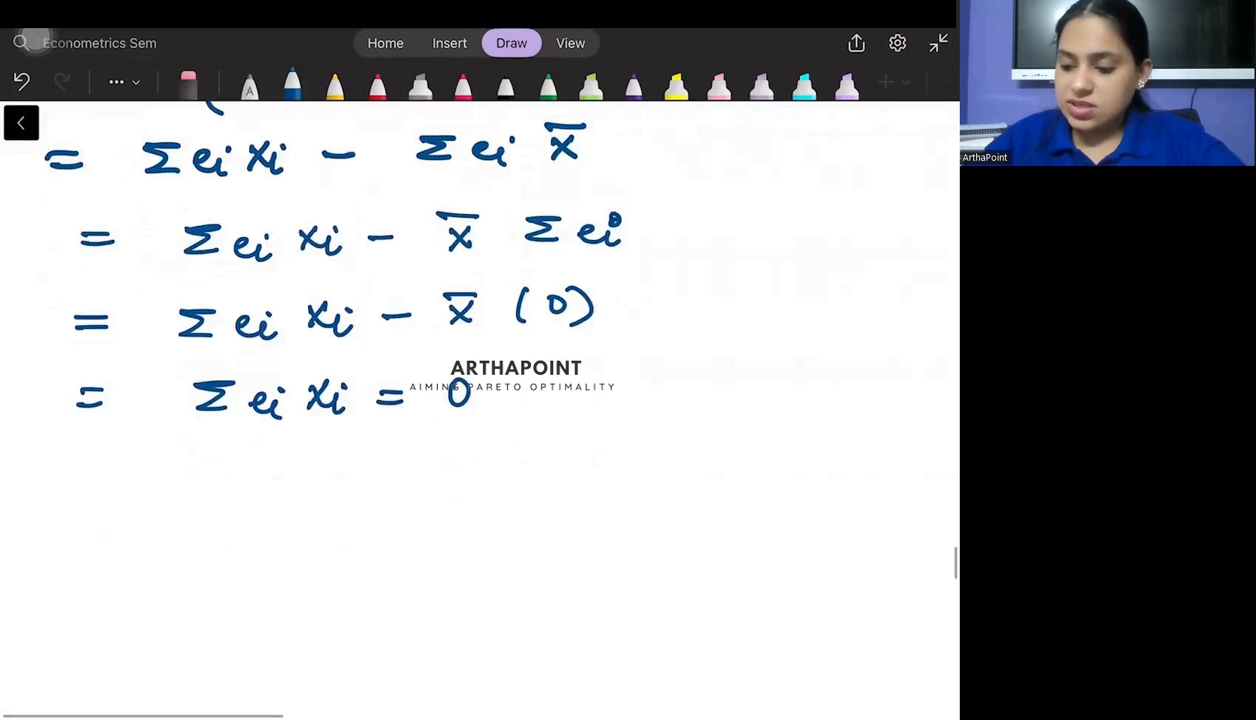 Econometrics Sem
Home Insert Draw View
A
= Σ ei Xi − Σ ei X̄
= Σ ei Xi − X̄ Σ ei
= Σ ei Xi − X̄ (0)
= Σ ei Xi = 0
ARTHAPOINT
AIMING PARETO OPTIMALITY
ArthaPoint